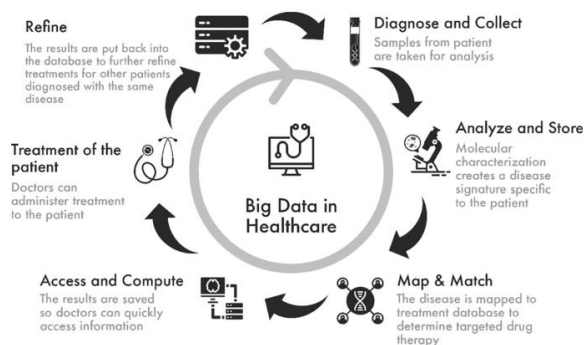 Refine
The results are put back into
the database to further refine
treatments for other patients
diagnosed with the same
disease
Diagnose and Collect
Samples from patient
are taken for analysis
Analyze and Store
Molecular
characterization
creates a disease
signature specific
to the patient
Map & Match
The disease is mapped to
treatment database to
determine targeted drug
therapy
Access and Compute
The results are saved
so doctors can quickly
access information
Treatment of the
patient
Doctors can
administer treatment
to the patient
Big Data in
Healthcare